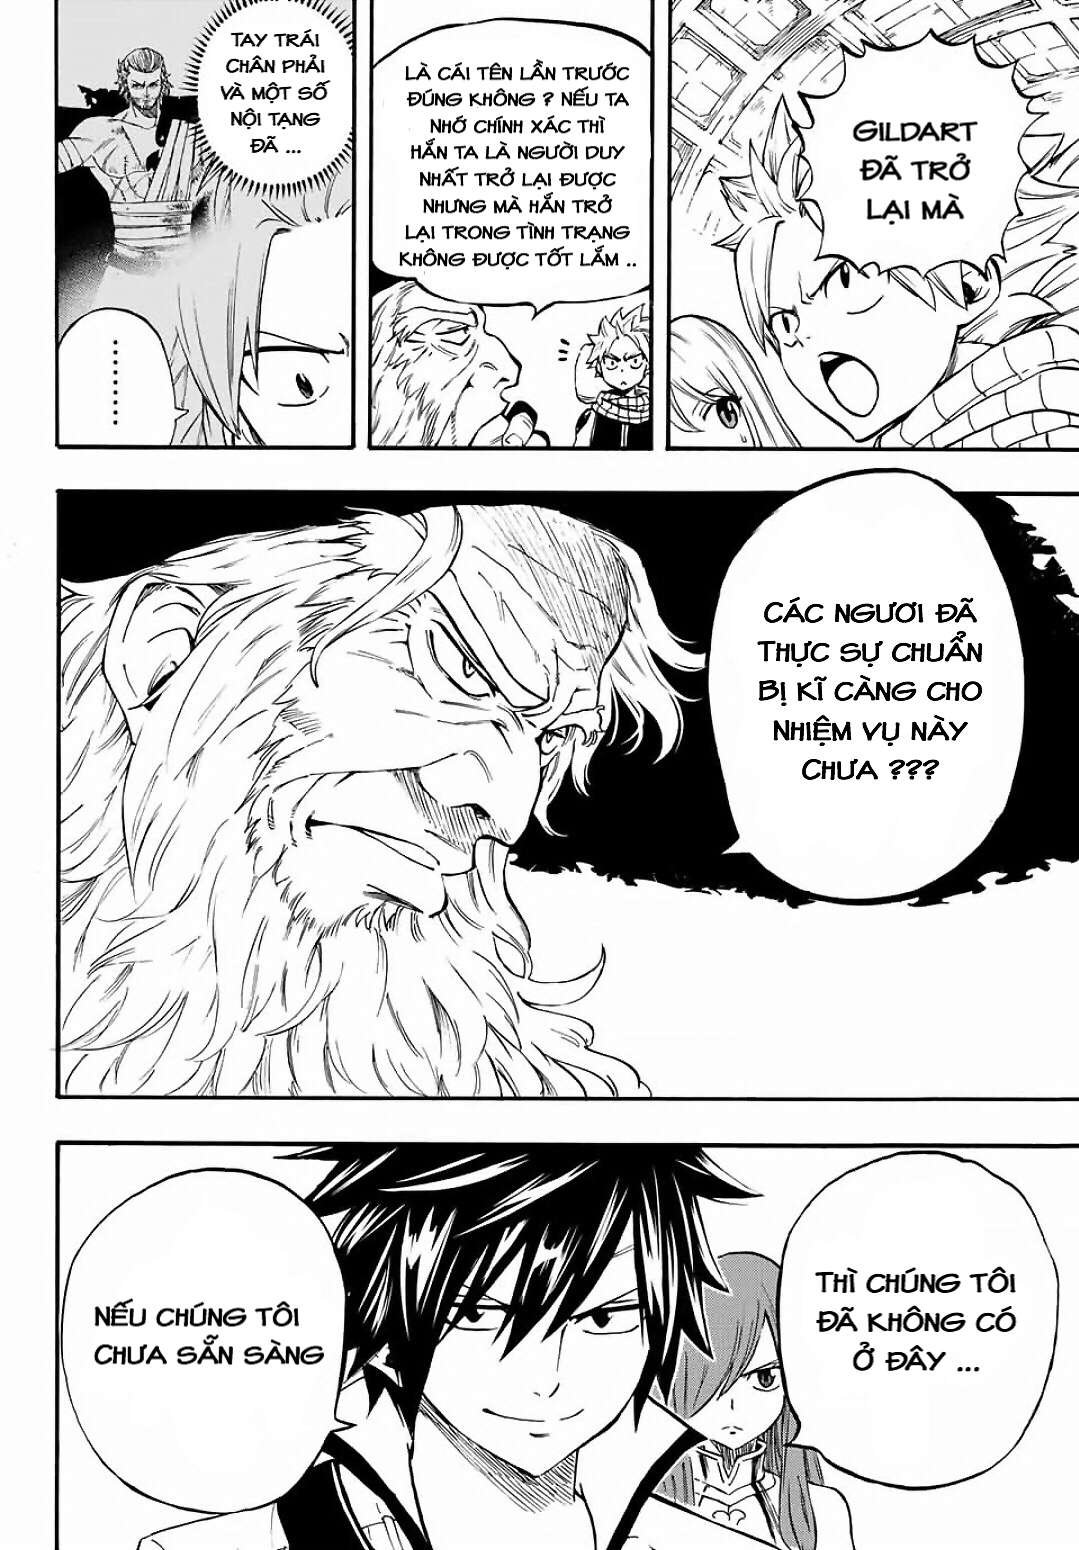 GILDART
ĐÃ TRỞ
LẠI MÀ
LÀ CÁI TÊN LẦN TRƯỚC
ĐÚNG KHÔNG ? NẾU TA
NHỚ CHÍNH XÁC THÌ
HẮN TA LÀ NGƯỜI DUY
NHẤT TRỞ LẠI ĐƯỢC
NHƯNG MÀ HẮN TRỞ
LẠI TRONG TÌNH TRẠNG
KHÔNG ĐƯỢC TỐT LẮM ..
TAY TRÁI
CHÂN PHẢI
VÀ MỘT SỐ
NỘI TẠNG
ĐÃ ...
........
CÁC NGƯƠI ĐÃ
THỰC SỰ CHUẨN
BỊ KĨ CÀNG CHO
NHIỆM VỤ NÀY
CHƯA ???
NẾU CHÚNG TÔI
CHƯA SẴN SÀNG
THÌ CHÚNG TÔI
ĐÃ KHÔNG CÓ
Ở ĐÂY ...